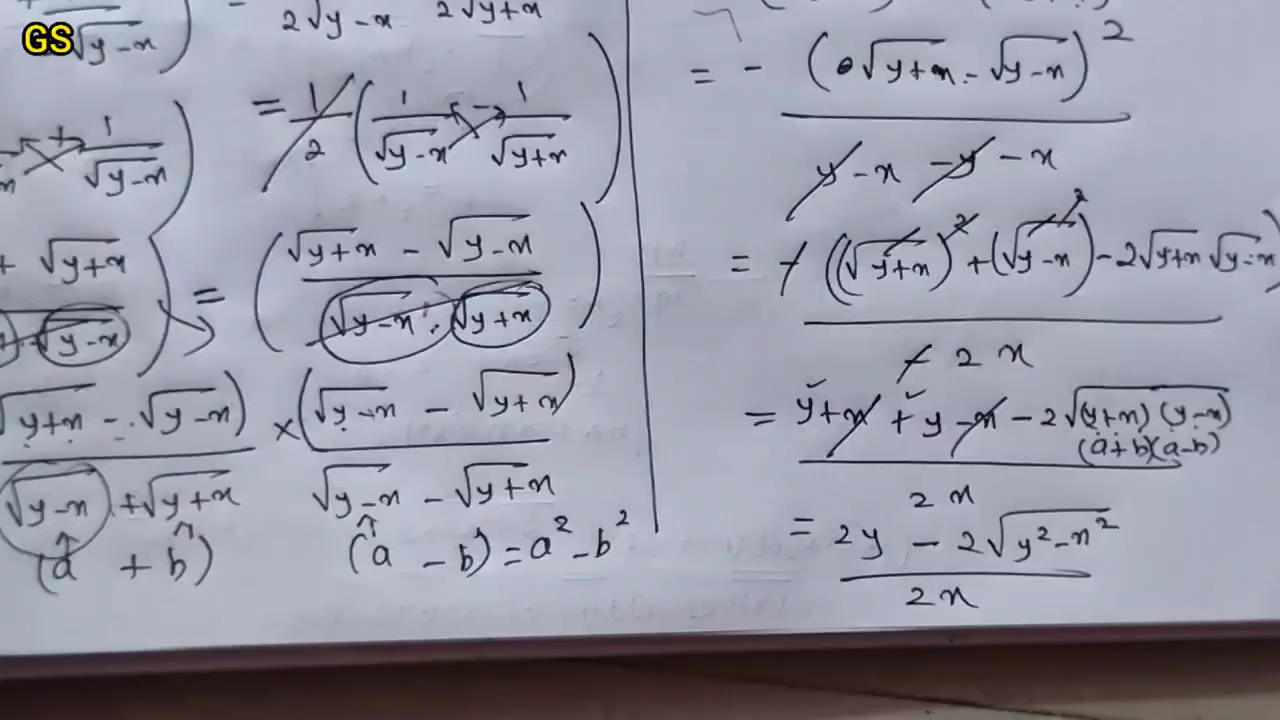 GS
√y-x)
2√y-x 2√y+x
+ 1/√y-x)
= 1/2 (1/√y-x - 1/√y+x)
+ √y+x
√y-x)
= (√y+x - √y-x / √y-x · √y+x)
√y+x - √y-x) × (√y-x - √y+x)
√y-x + √y+x √y-x - √y+x
(a + b) (a - b) = a² - b²
= - (√y+x - √y-x)²
y - x - y - x
= - ((√y+x)² + (√y-x)² - 2√y+x √y-x)
- 2x
= y+x + y-x - 2√(y+x)(y-x)
(a+b)(a-b)
2x
= 2y - 2√y²-x²
2x